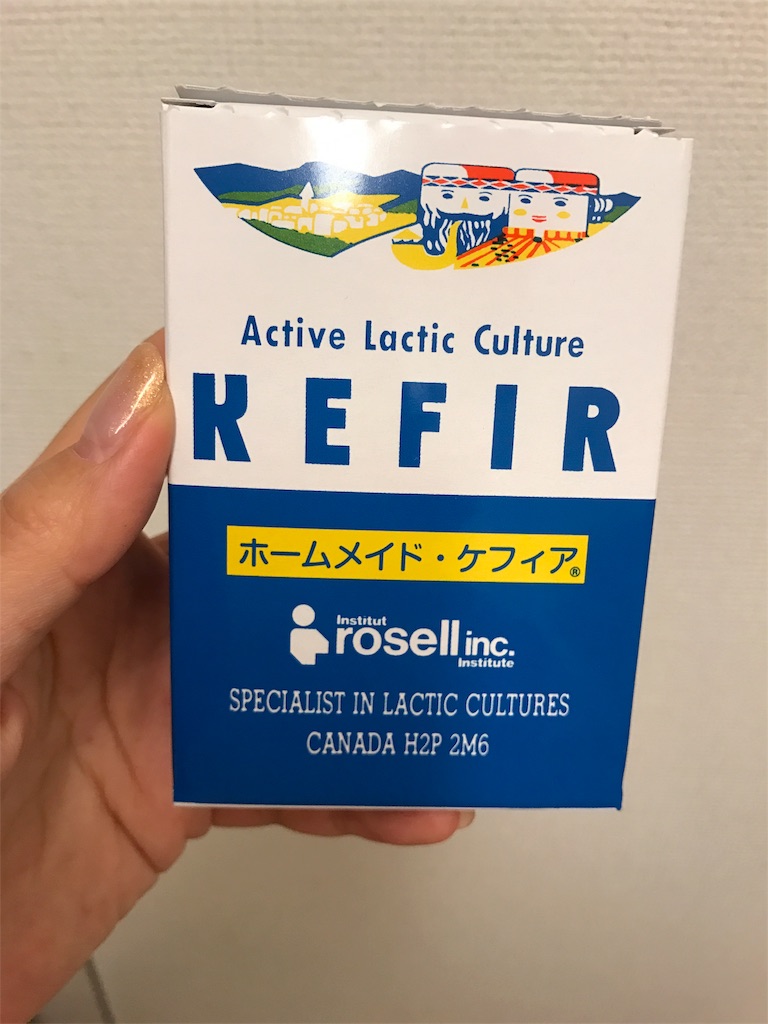 Active Lactic Culture
KEFIR
ホームメイド・ケフィア®
Institut
rosell inc.
Institute
SPECIALIST IN LACTIC CULTURES
CANADA H2P 2M6